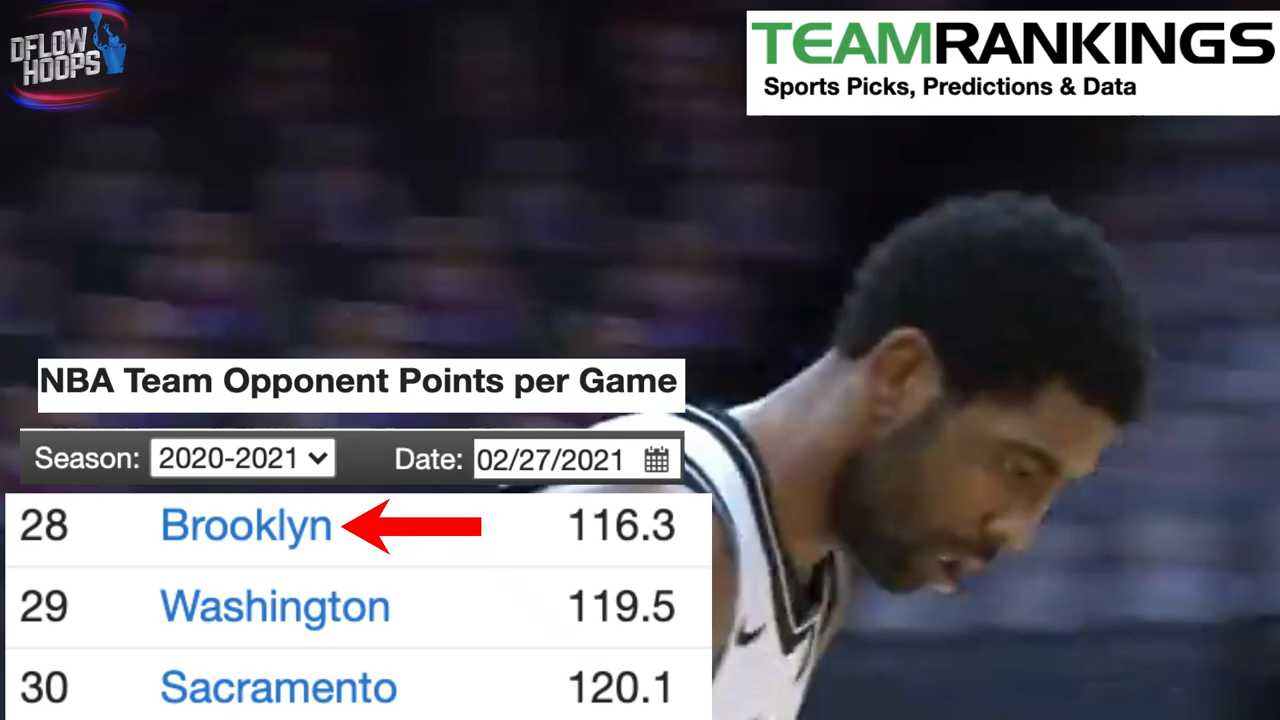 DFLOW
HOOPS
TEAMRANKINGS
Sports Picks, Predictions & Data
NBA Team Opponent Points per Game
Season: 2020-2021 Date: 02/27/2021
28 Brooklyn 116.3
29 Washington 119.5
30 Sacramento 120.1